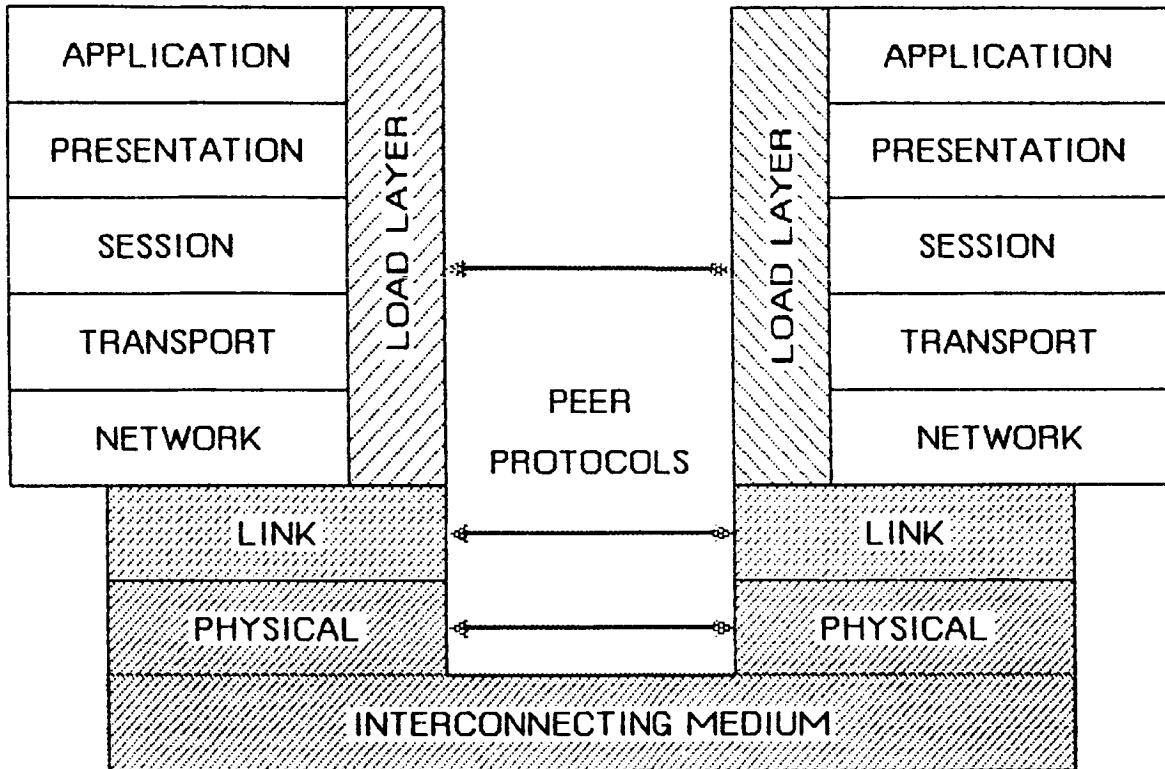 APPLICATION
PRESENTATION
SESSION
TRANSPORT
NETWORK
LOAD LAYER
LINK
PHYSICAL
PEER
PROTOCOLS
LOAD LAYER
APPLICATION
PRESENTATION
SESSION
TRANSPORT
NETWORK
LINK
PHYSICAL
INTERCONNECTING MEDIUM